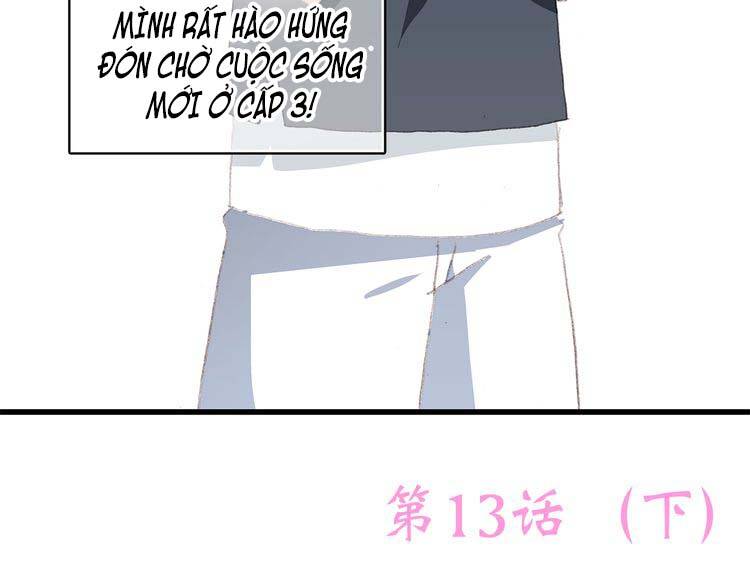 MÌNH RẤT HÀO HỨNG
ĐÓN CHỜ CUỘC SỐNG
MỚI Ở CẤP 3!
第13话 （下）